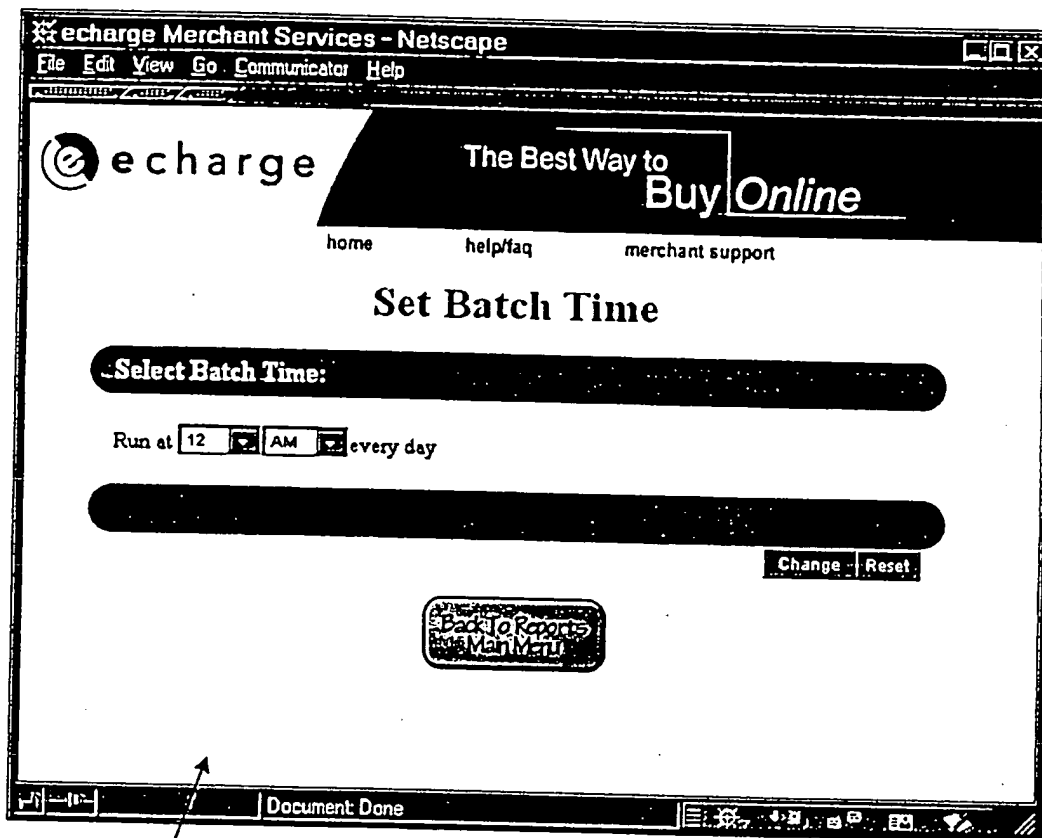 echarge Merchant Services - Netscape
File Edit View Go Communicator Help
e echarge
The Best Way to
Buy Online
home help/faq merchant support
Set Batch Time
Select Batch Time:
Run at 12 AM every day
Change Reset
Back To Reports
Main Menu
Document: Done